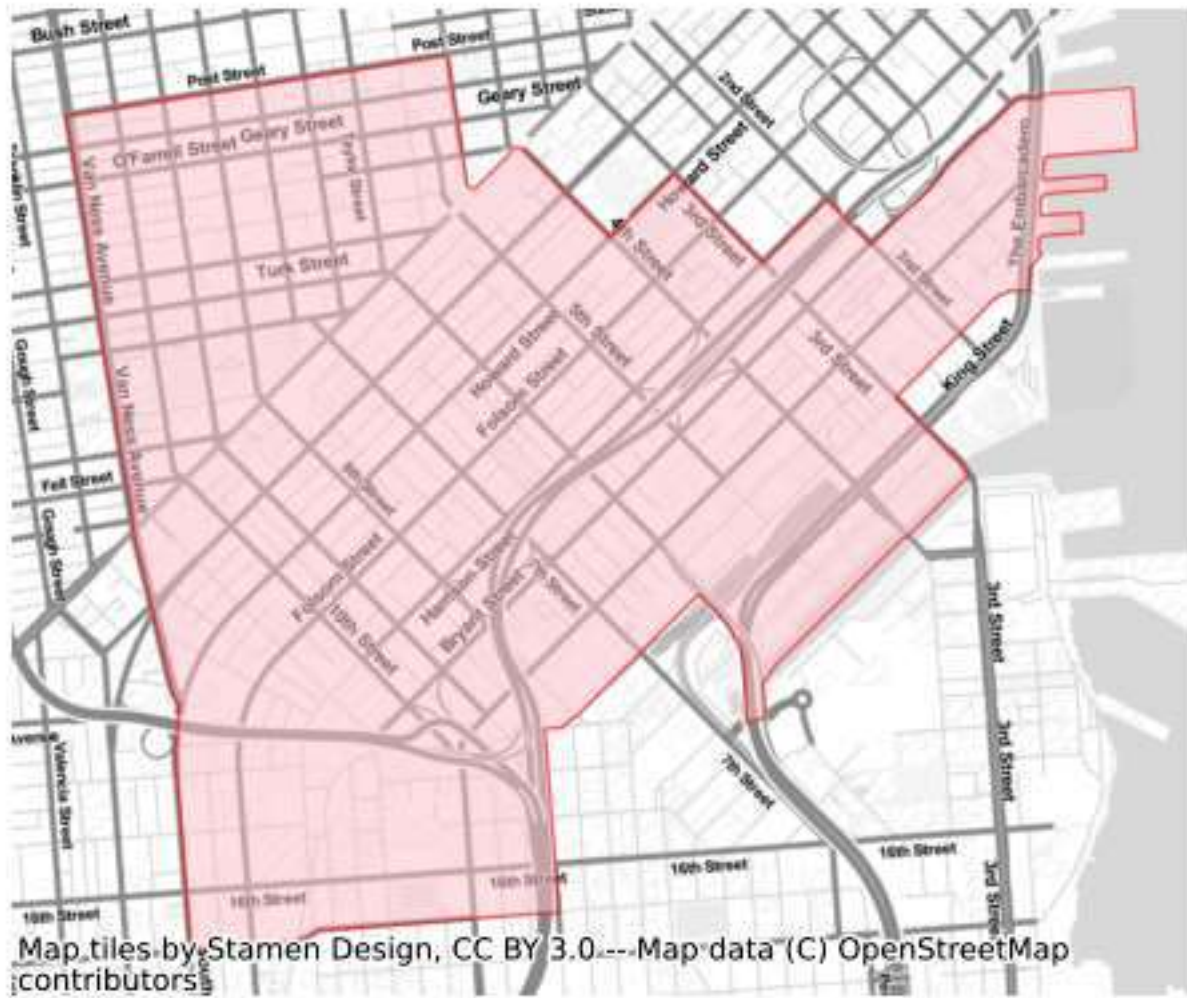 Bush Street
Post Street
Post Street
Geary Street
2nd Street
Geary Street
O'Farrell Street
Taylor Street
Howard Street
Van Ness Avenue
3rd Street
4th Street
The Embarcadero
Turk Street
2nd Street
5th Street
Howard Street
3rd Street
King Street
Gough Street
Folsom Street
Van Ness Avenue
Fell Street
8th Street
Gough Street
Folsom Street
Harrison Street
7th Street
Bryant Street
10th Street
3rd Street
Avenue
Valencia Street
7th Street
3rd Street
16th Street
16th Street
16th Street
16th Street
16th Street
3rd Stree
South
Map tiles by Stamen Design, CC BY 3.0 -- Map data (C) OpenStreetMap
contributors